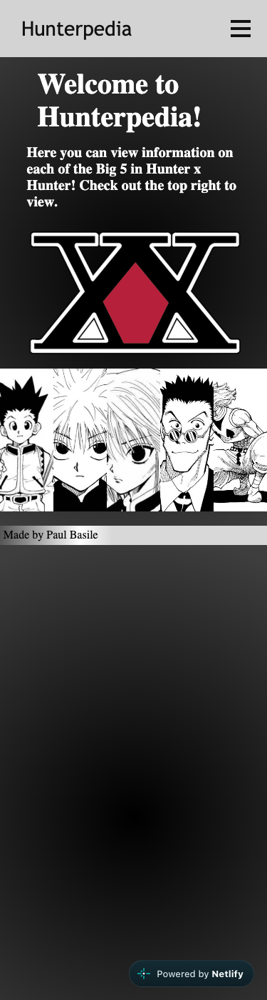 Hunterpedia
Welcome to
Hunterpedia!
Here you can view information on
each of the Big 5 in Hunter x
Hunter! Check out the top right to
view.
Made by Paul Basile
Powered by Netlify